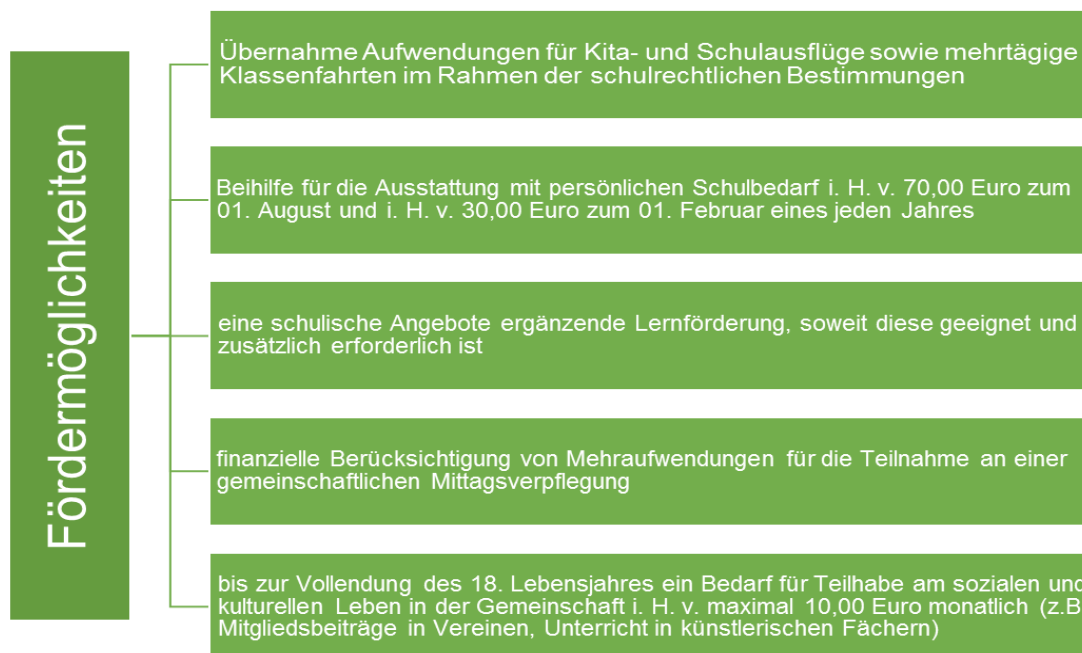 Fördermöglichkeiten
Übernahme Aufwendungen für Kita- und Schulausflüge sowie mehrtägige
Klassenfahrten im Rahmen der schulrechtlichen Bestimmungen
Beihilfe für die Ausstattung mit persönlichen Schulbedarf i. H. v. 70,00 Euro zum
01. August und i. H. v. 30,00 Euro zum 01. Februar eines jeden Jahres
eine schulische Angebote ergänzende Lernförderung, soweit diese geeignet und
zusätzlich erforderlich ist
finanzielle Berücksichtigung von Mehraufwendungen für die Teilnahme an einer
gemeinschaftlichen Mittagsverpflegung
bis zur Vollendung des 18. Lebensjahres ein Bedarf für Teilhabe am sozialen und
kulturellen Leben in der Gemeinschaft i. H. v. maximal 10,00 Euro monatlich (z.B
Mitgliedsbeiträge in Vereinen, Unterricht in künstlerischen Fächern)